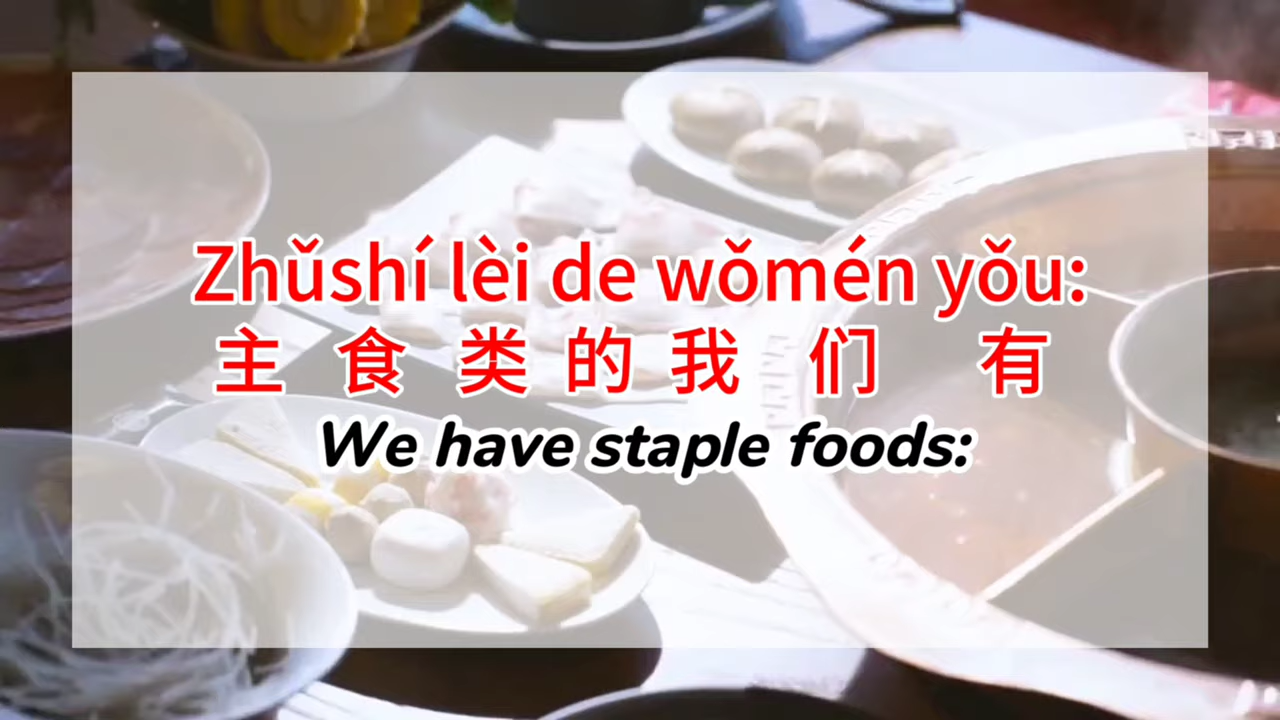 Zhǔshí lèi de wǒmén yǒu:
主 食 类 的 我 们 有
We have staple foods: